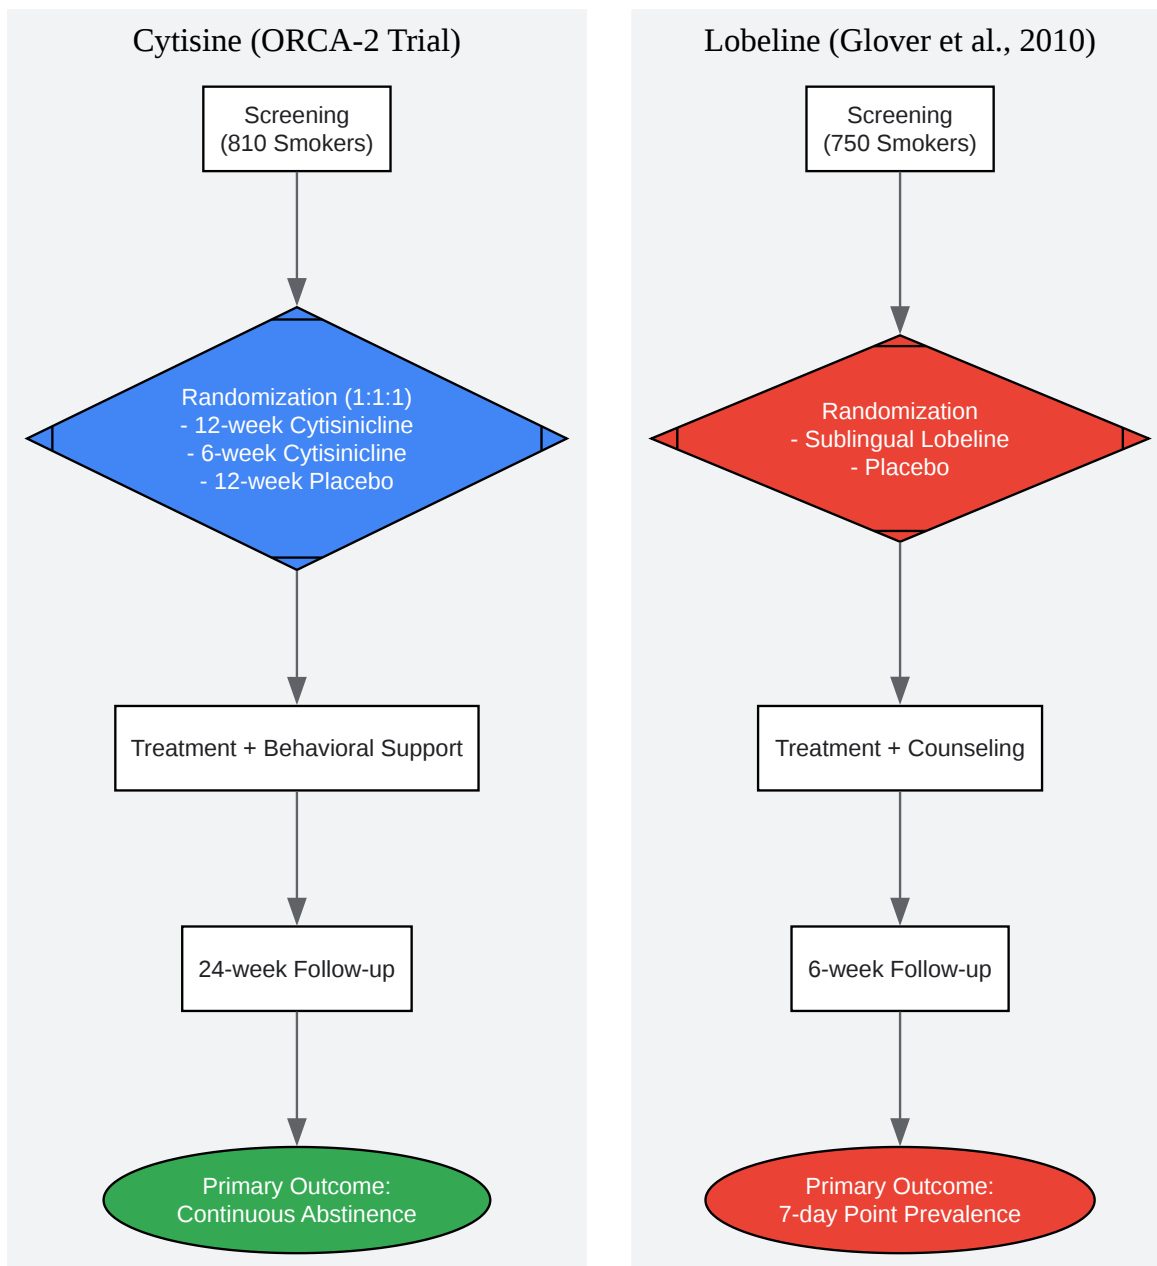 Cytisine (ORCA-2 Trial)
Screening
(810 Smokers)
Randomization (1:1:1)
- 12-week Cytisinicline
- 6-week Cytisinicline
- 12-week Placebo
Treatment + Behavioral Support
24-week Follow-up
Primary Outcome:
Continuous Abstinence
Lobeline (Glover et al., 2010)
Screening
(750 Smokers)
Randomization
- Sublingual Lobeline
- Placebo
Treatment + Counseling
6-week Follow-up
Primary Outcome:
7-day Point Prevalence